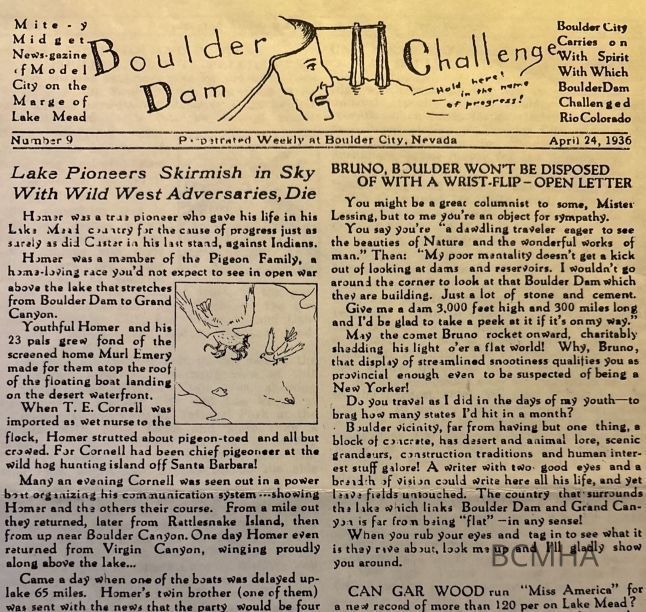 Mite-y
Midget
News-gazine
of Model
City on the
Marge of
Lake Mead
Boulder
Dam
Challenge
Hold here!
in the name
of progress!
Boulder City
Carries on
With Spirit
With Which
BoulderDam
Challenged
Rio Colorado
Number 9
Perpetrated Weekly at Boulder City, Nevada
April 24, 1936
Lake Pioneers Skirmish in Sky
With Wild West Adversaries, Die
Homer was a true pioneer who gave his life in his
Lake Mead country for the cause of progress just as
surely as did Custer in his last stand, against Indians.
Homer was a member of the Pigeon Family, a
home-loving race you'd not expect to see in open war
above the lake that stretches
from Boulder Dam to Grand
Canyon.
Youthful Homer and his
23 pals grew fond of the
screened home Murl Emery
made for them atop the roof
of the floating boat landing
on the desert waterfront.
When T. E. Cornell was
imported as wet nurse to the
flock, Homer strutted about pigeon-toed and all but
crowed. For Cornell had been chief pigeoneer at the
wild hog hunting island off Santa Barbara!
Many an evening Cornell was seen out in a power
boat organizing his communication system---showing
Homer and the others their course. From a mile out
they returned, later from Rattlesnake Island, then
from up near Boulder Canyon. One day Homer even
returned from Virgin Canyon, winging proudly
along above the lake...
Came a day when one of the boats was delayed up-
lake 65 miles. Homer's twin brother (one of them)
was sent with the news that the party would be four
BRUNO, BOULDER WON'T BE DISPOSED
OF WITH A WRIST-FLIP – OPEN LETTER
You might be a great columnist to some, Mister
Lessing, but to me you're an object for sympathy.
You say you're "a dawdling traveler eager to see
the beauties of Nature and the wonderful works of
man." Then: "My poor mentality doesn't get a kick
out of looking at dams and reservoirs. I wouldn't go
around the corner to look at that Boulder Dam which
they are building. Just a lot of stone and cement.
Give me a dam 3,000 feet high and 300 miles long
and I'd be glad to take a peek at it if it's on my way."
May the comet Bruno rocket onward, charitably
shedding his light o'er a flat world! Why, Bruno,
that display of streamlined snootiness qualifies you as
provincial enough even to be suspected of being a
New Yorker!
Do you travel as I did in the days of my youth—to
brag how many states I'd hit in a month?
Boulder vicinity, far from having but one thing, a
block of concrete, has desert and animal lore, scenic
grandeurs, construction traditions and human inter-
est stuff galore! A writer with two good eyes and a
breadth of vision could write here all his life, and yet
leave fields untouched. The country that surrounds
the lake which links Boulder Dam and Grand Can-
yon is far from being "flat" –in any sense!
When you rub your eyes and tag in to see what it
is they rave about, look me up and I'll gladly show
you around.
BCMHA
CAN GAR WOOD run "Miss America" for
a new record of more than 120 per on Lake Mead?